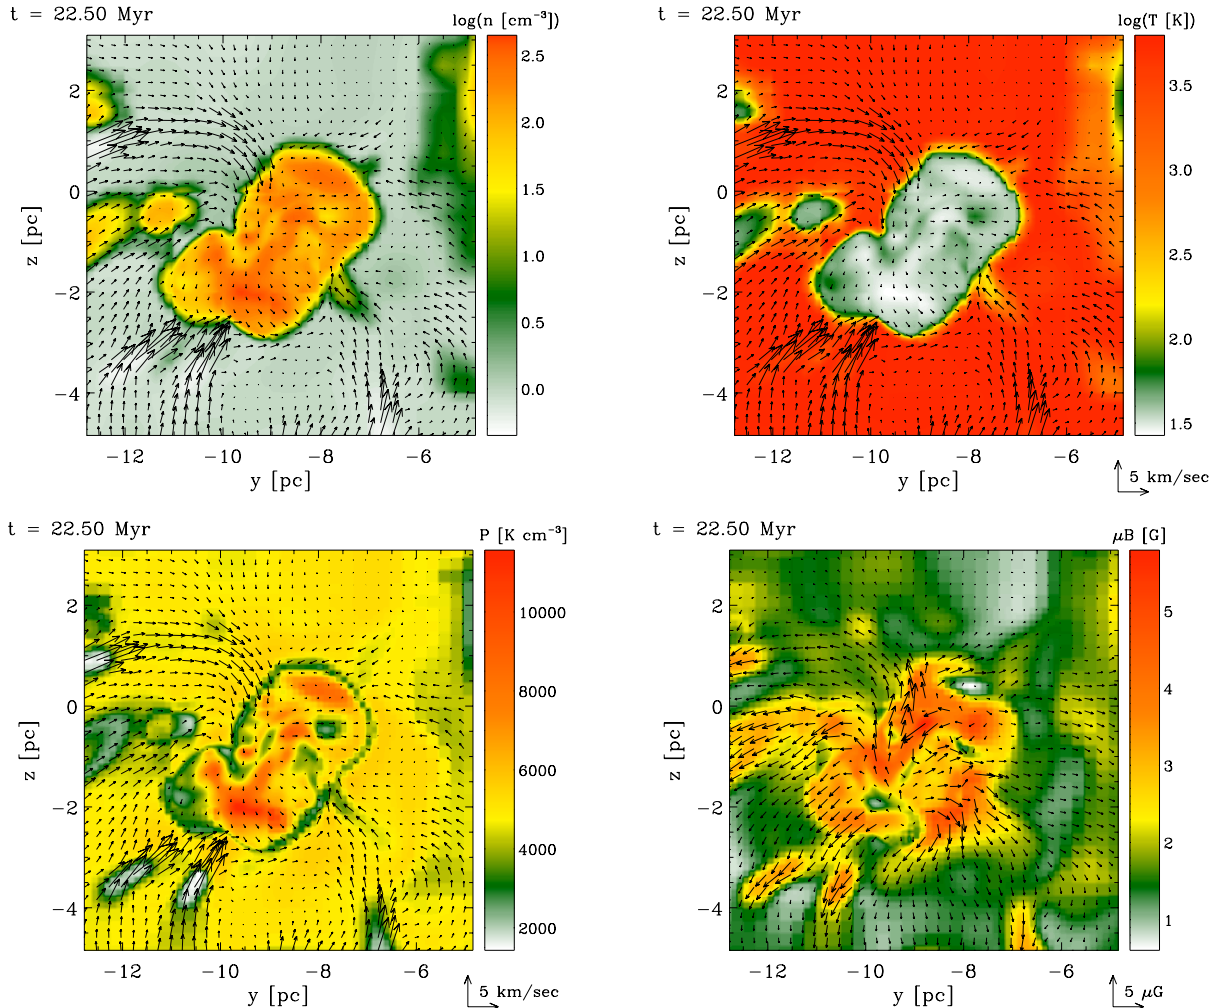 t = 22.50 Myr
log(n [cm⁻³])
2.5
2.0
1.5
1.0
0.5
0.0
2
0
−2
−4
z [pc]
−12 −10 −8 −6
y [pc]
t = 22.50 Myr
log(T [K])
3.5
3.0
2.5
2.0
1.5
2
0
−2
−4
z [pc]
−12 −10 −8 −6
y [pc]
5 km/sec
t = 22.50 Myr
P [K cm⁻³]
10000
8000
6000
4000
2000
2
0
−2
−4
z [pc]
−12 −10 −8 −6
y [pc]
5 km/sec
t = 22.50 Myr
μB [G]
5
4
3
2
1
2
0
−2
−4
z [pc]
−12 −10 −8 −6
y [pc]
5 μG